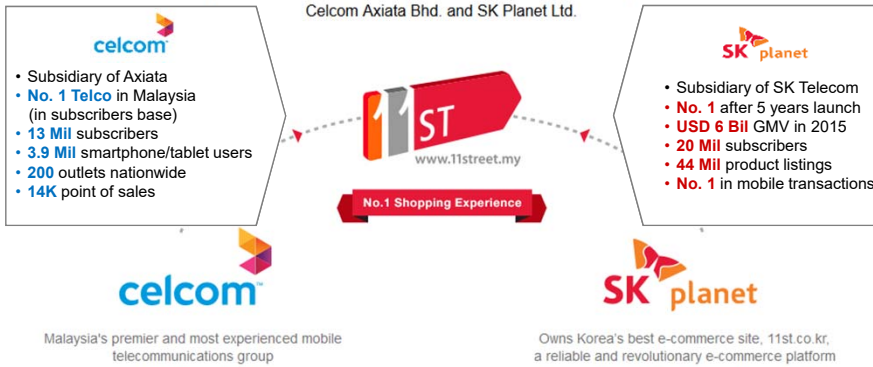 Celcom Axiata Bhd. and SK Planet Ltd.
celcom
• Subsidiary of Axiata
• No. 1 Telco in Malaysia
(in subscribers base)
• 13 Mil subscribers
• 3.9 Mil smartphone/tablet users
• 200 outlets nationwide
• 14K point of sales
11ST
www.11street.my
No.1 Shopping Experience
SK planet
• Subsidiary of SK Telecom
• No. 1 after 5 years launch
• USD 6 Bil GMV in 2015
• 20 Mil subscribers
• 44 Mil product listings
• No. 1 in mobile transactions
celcom™
Malaysia's premier and most experienced mobile
telecommunications group
SK planet
Owns Korea's best e-commerce site, 11st.co.kr,
a reliable and revolutionary e-commerce platform